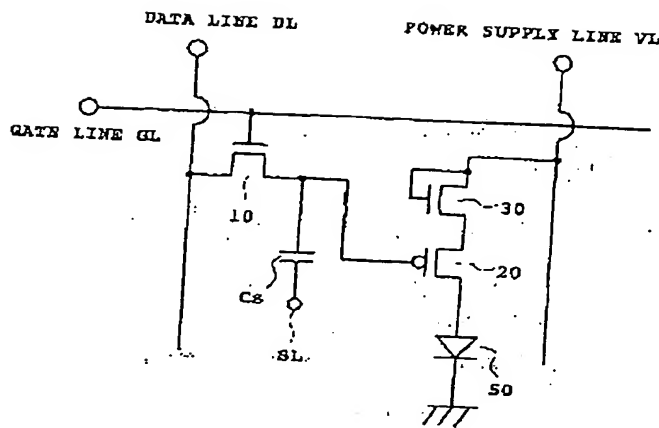 DATA LINE DL
POWER SUPPLY LINE VL
GATE LINE GL
10
30
20
Cs
SL
50